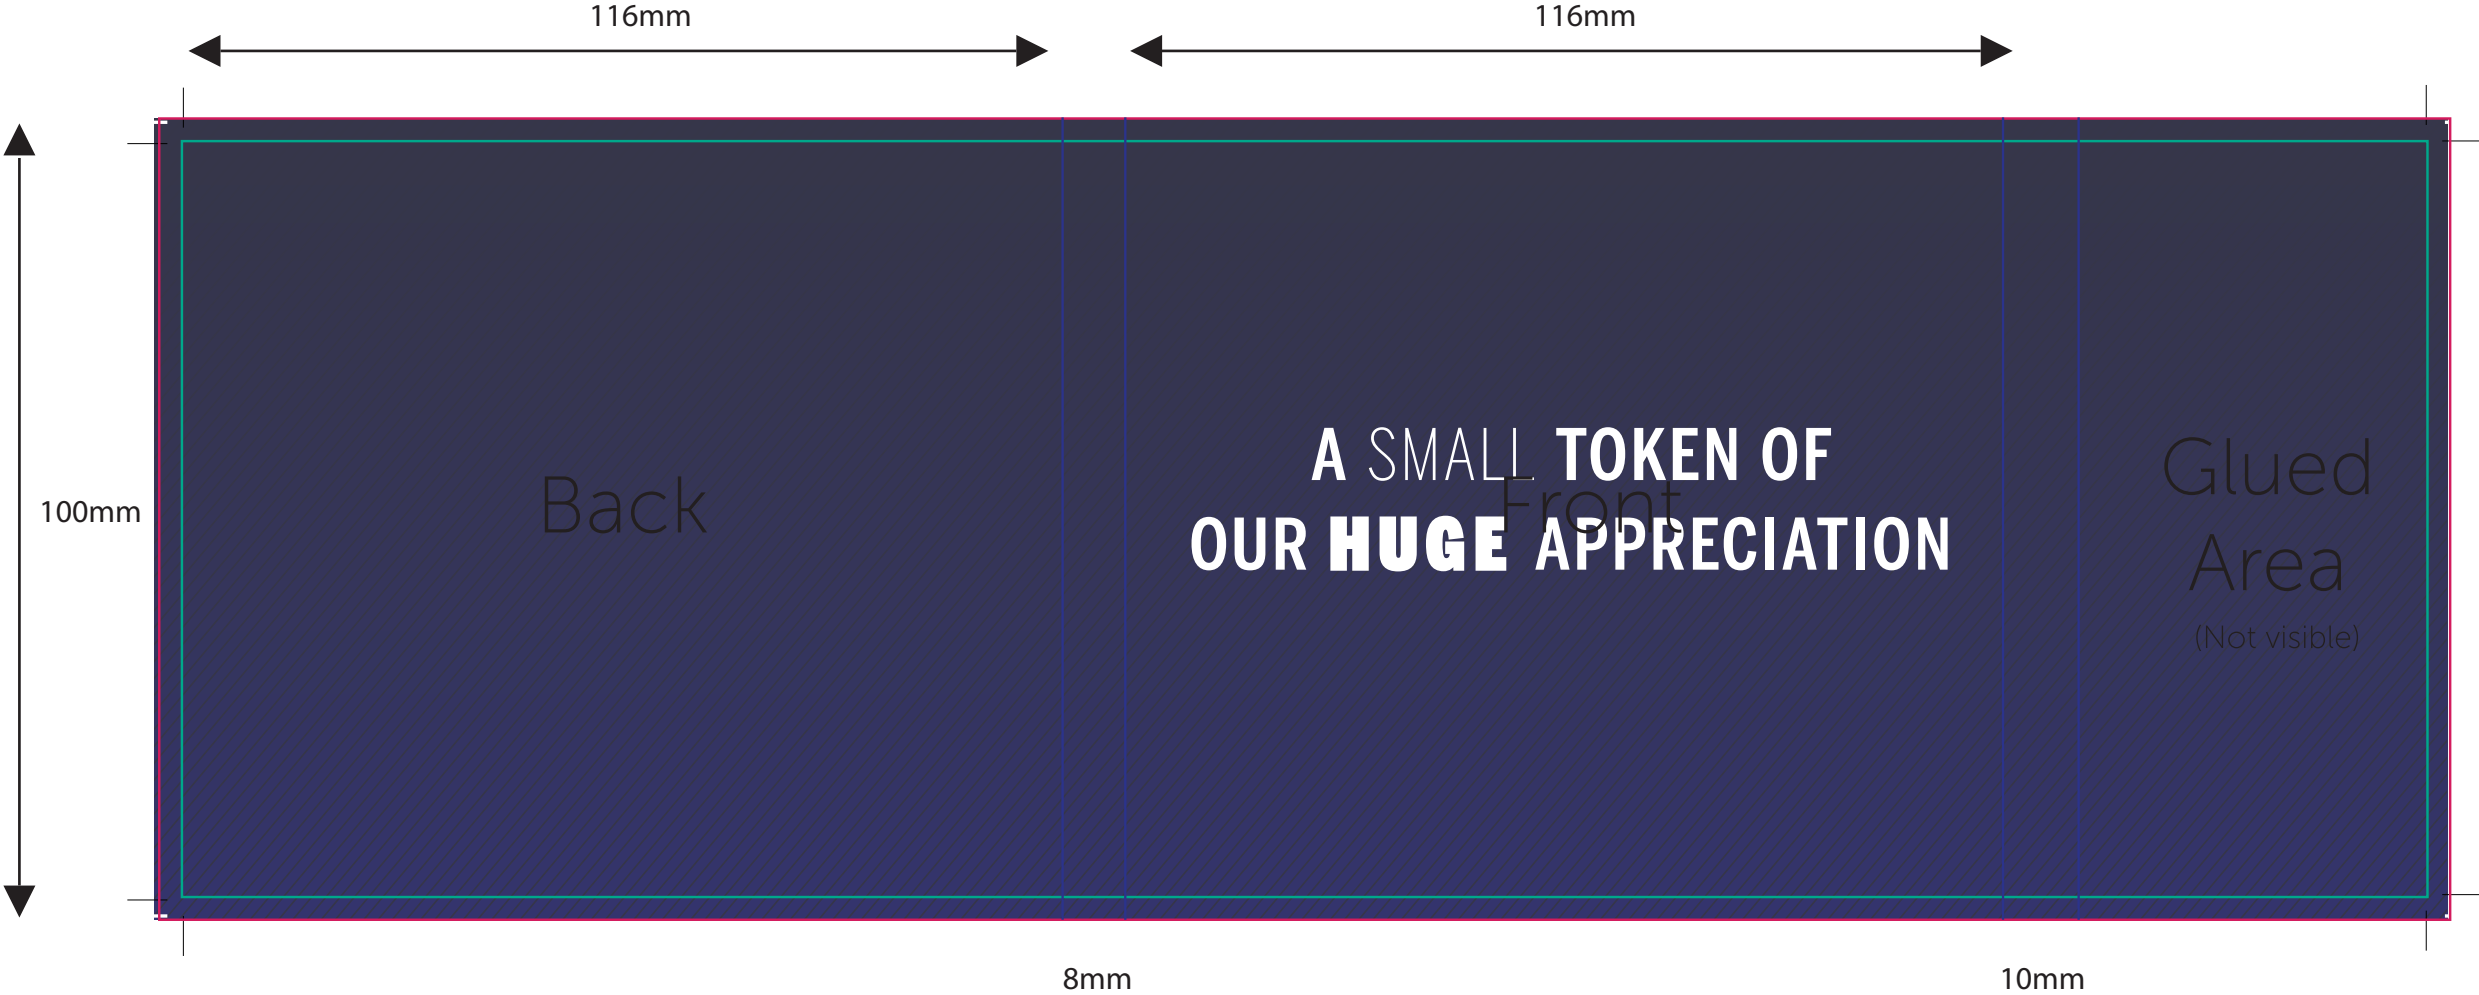 116mm
116mm
100mm
Back
A SMALL TOKEN OF
Front
OUR HUGE APPRECIATION
Glued
Area
(Not visible)
8mm
10mm